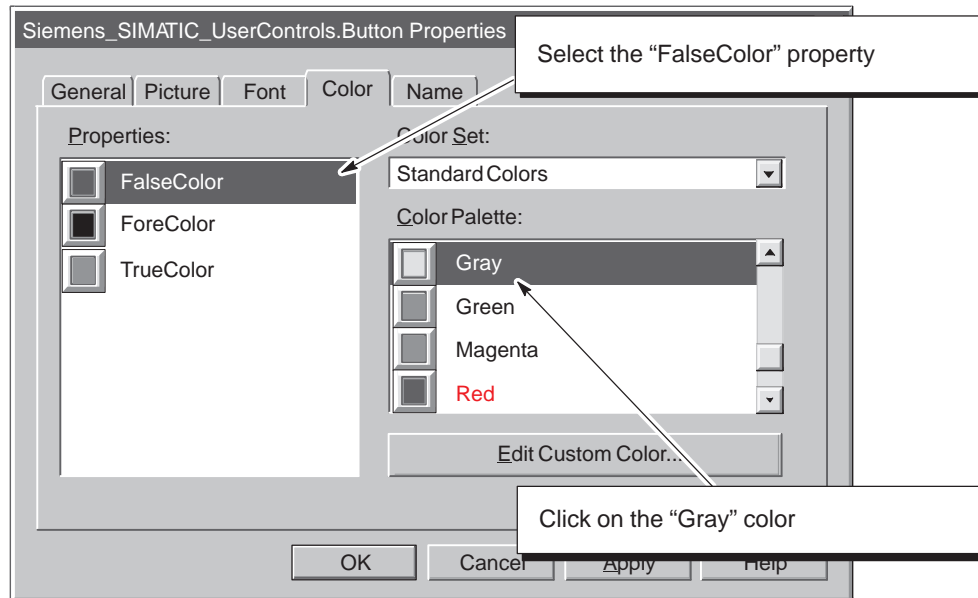 Siemens_SIMATIC_UserControls.Button Properties
Select the “FalseColor” property
General Picture Font Color Name
Properties:
Color Set:
FalseColor
ForeColor
TrueColor
Standard Colors
Color Palette:
Gray
Green
Magenta
Red
Edit Custom Color...
Click on the “Gray” color
OK Cancel Apply Help